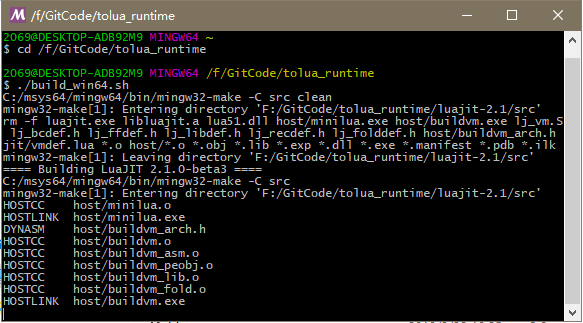 /f/GitCode/tolua_runtime
2069@DESKTOP-ADB92M9 MINGW64 ~
$ cd /f/GitCode/tolua_runtime
2069@DESKTOP-ADB92M9 MINGW64 /f/GitCode/tolua_runtime
$ ./build_win64.sh
C:/msys64/mingw64/bin/mingw32-make -C src clean
mingw32-make[1]: Entering directory 'F:/GitCode/tolua_runtime/luajit-2.1/src'
rm -f luajit.exe libluajit.a lua51.dll host/minilua.exe host/buildvm.exe lj_vm.S
lj_bcdef.h lj_ffdef.h lj_libdef.h lj_recdef.h lj_folddef.h host/buildvm_arch.h
jit/vmdef.lua *.o host/*.o *.obj *.lib *.exp *.dll *.exe *.manifest *.pdb *.ilk
mingw32-make[1]: Leaving directory 'F:/GitCode/tolua_runtime/luajit-2.1/src'
==== Building LuaJIT 2.1.0-beta3 ====
C:/msys64/mingw64/bin/mingw32-make -C src
mingw32-make[1]: Entering directory 'F:/GitCode/tolua_runtime/luajit-2.1/src'
HOSTCC host/minilua.o
HOSTLINK host/minilua.exe
DYNASM host/buildvm_arch.h
HOSTCC host/buildvm.o
HOSTCC host/buildvm_asm.o
HOSTCC host/buildvm_peobj.o
HOSTCC host/buildvm_lib.o
HOSTCC host/buildvm_fold.o
HOSTLINK host/buildvm.exe